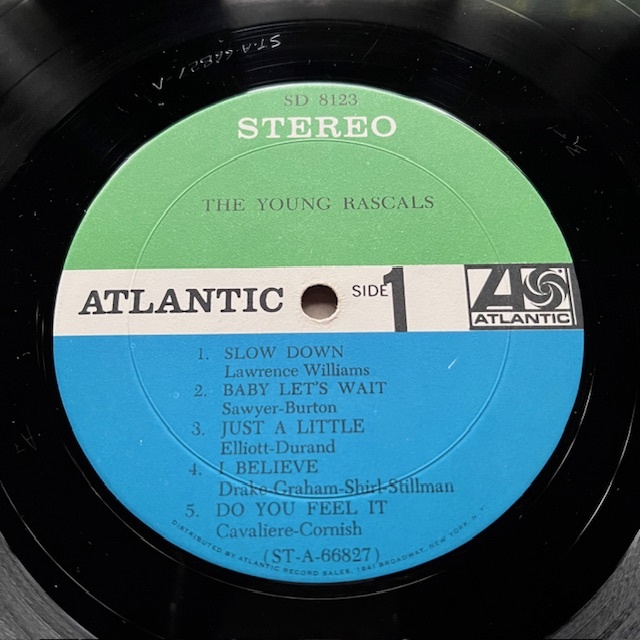 ST-A-66827-A
SD 8123
STEREO
THE YOUNG RASCALS
ATLANTIC
SIDE 1
ATLANTIC
1. SLOW DOWN
Lawrence Williams
2. BABY LET'S WAIT
Sawyer-Burton
3. JUST A LITTLE
Elliott-Durand
4. I BELIEVE
Drake-Graham-Shirl-Stillman
5. DO YOU FEEL IT
Cavaliere-Cornish
(ST-A-66827)
DISTRIBUTED BY ATLANTIC RECORD SALES, 1841 BROADWAY, NEW YORK, N.Y.